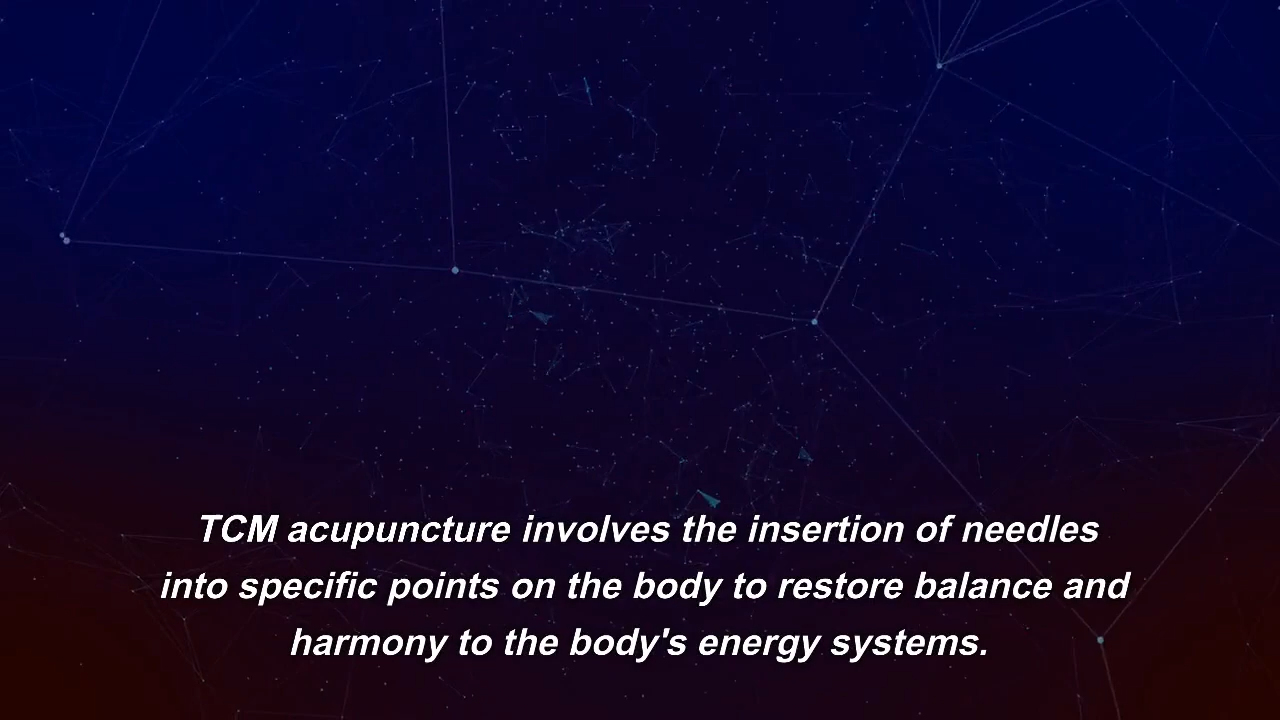 TCM acupuncture involves the insertion of needles
into specific points on the body to restore balance and
harmony to the body's energy systems.